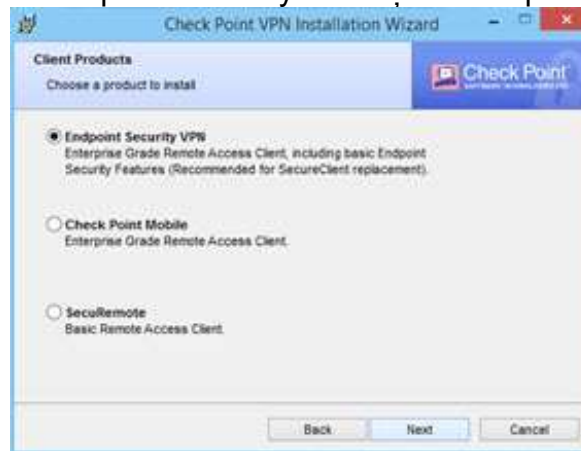 Check Point VPN Installation Wizard
Client Products
Choose a product to install
Check Point
Endpoint Security VPN
Enterprise Grade Remote Access Client, including basic Endpoint
Security Features (Recommended for SecureClient replacement).
Check Point Mobile
Enterprise Grade Remote Access Client.
SecuRemote
Basic Remote Access Client.
Back
Next
Cancel